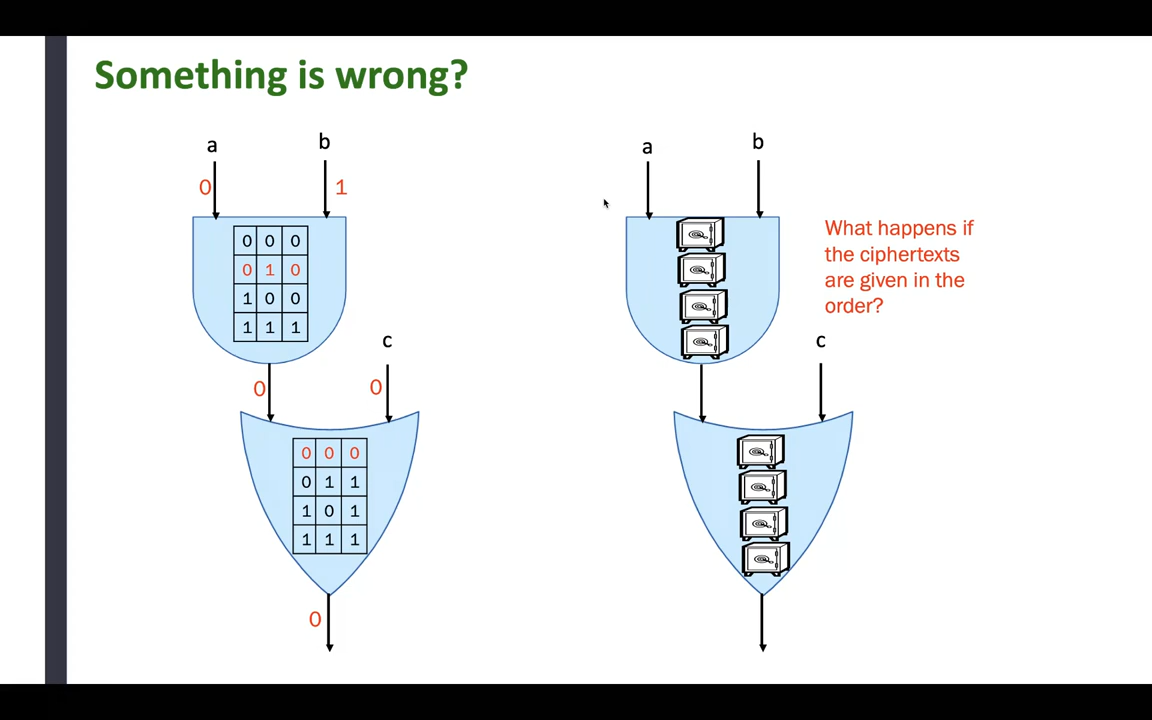 Something is wrong?
a
b
a
b
0
1
0 0 0
0 1 0
1 0 0
1 1 1
What happens if
the ciphertexts
are given in the
order?
c
c
0
0
0 0 0
0 1 1
1 0 1
1 1 1
0